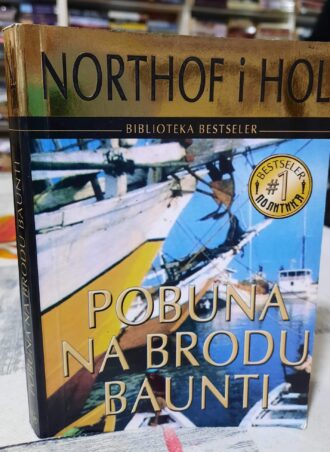 NORTHOF i HOL
BIBLIOTEKA BESTSELER
BESTSELER
#1
ПОЛИТИКА
POBUNA
NA BRODU
BAUNTI
POBUNA NA BRODU BAUNTI